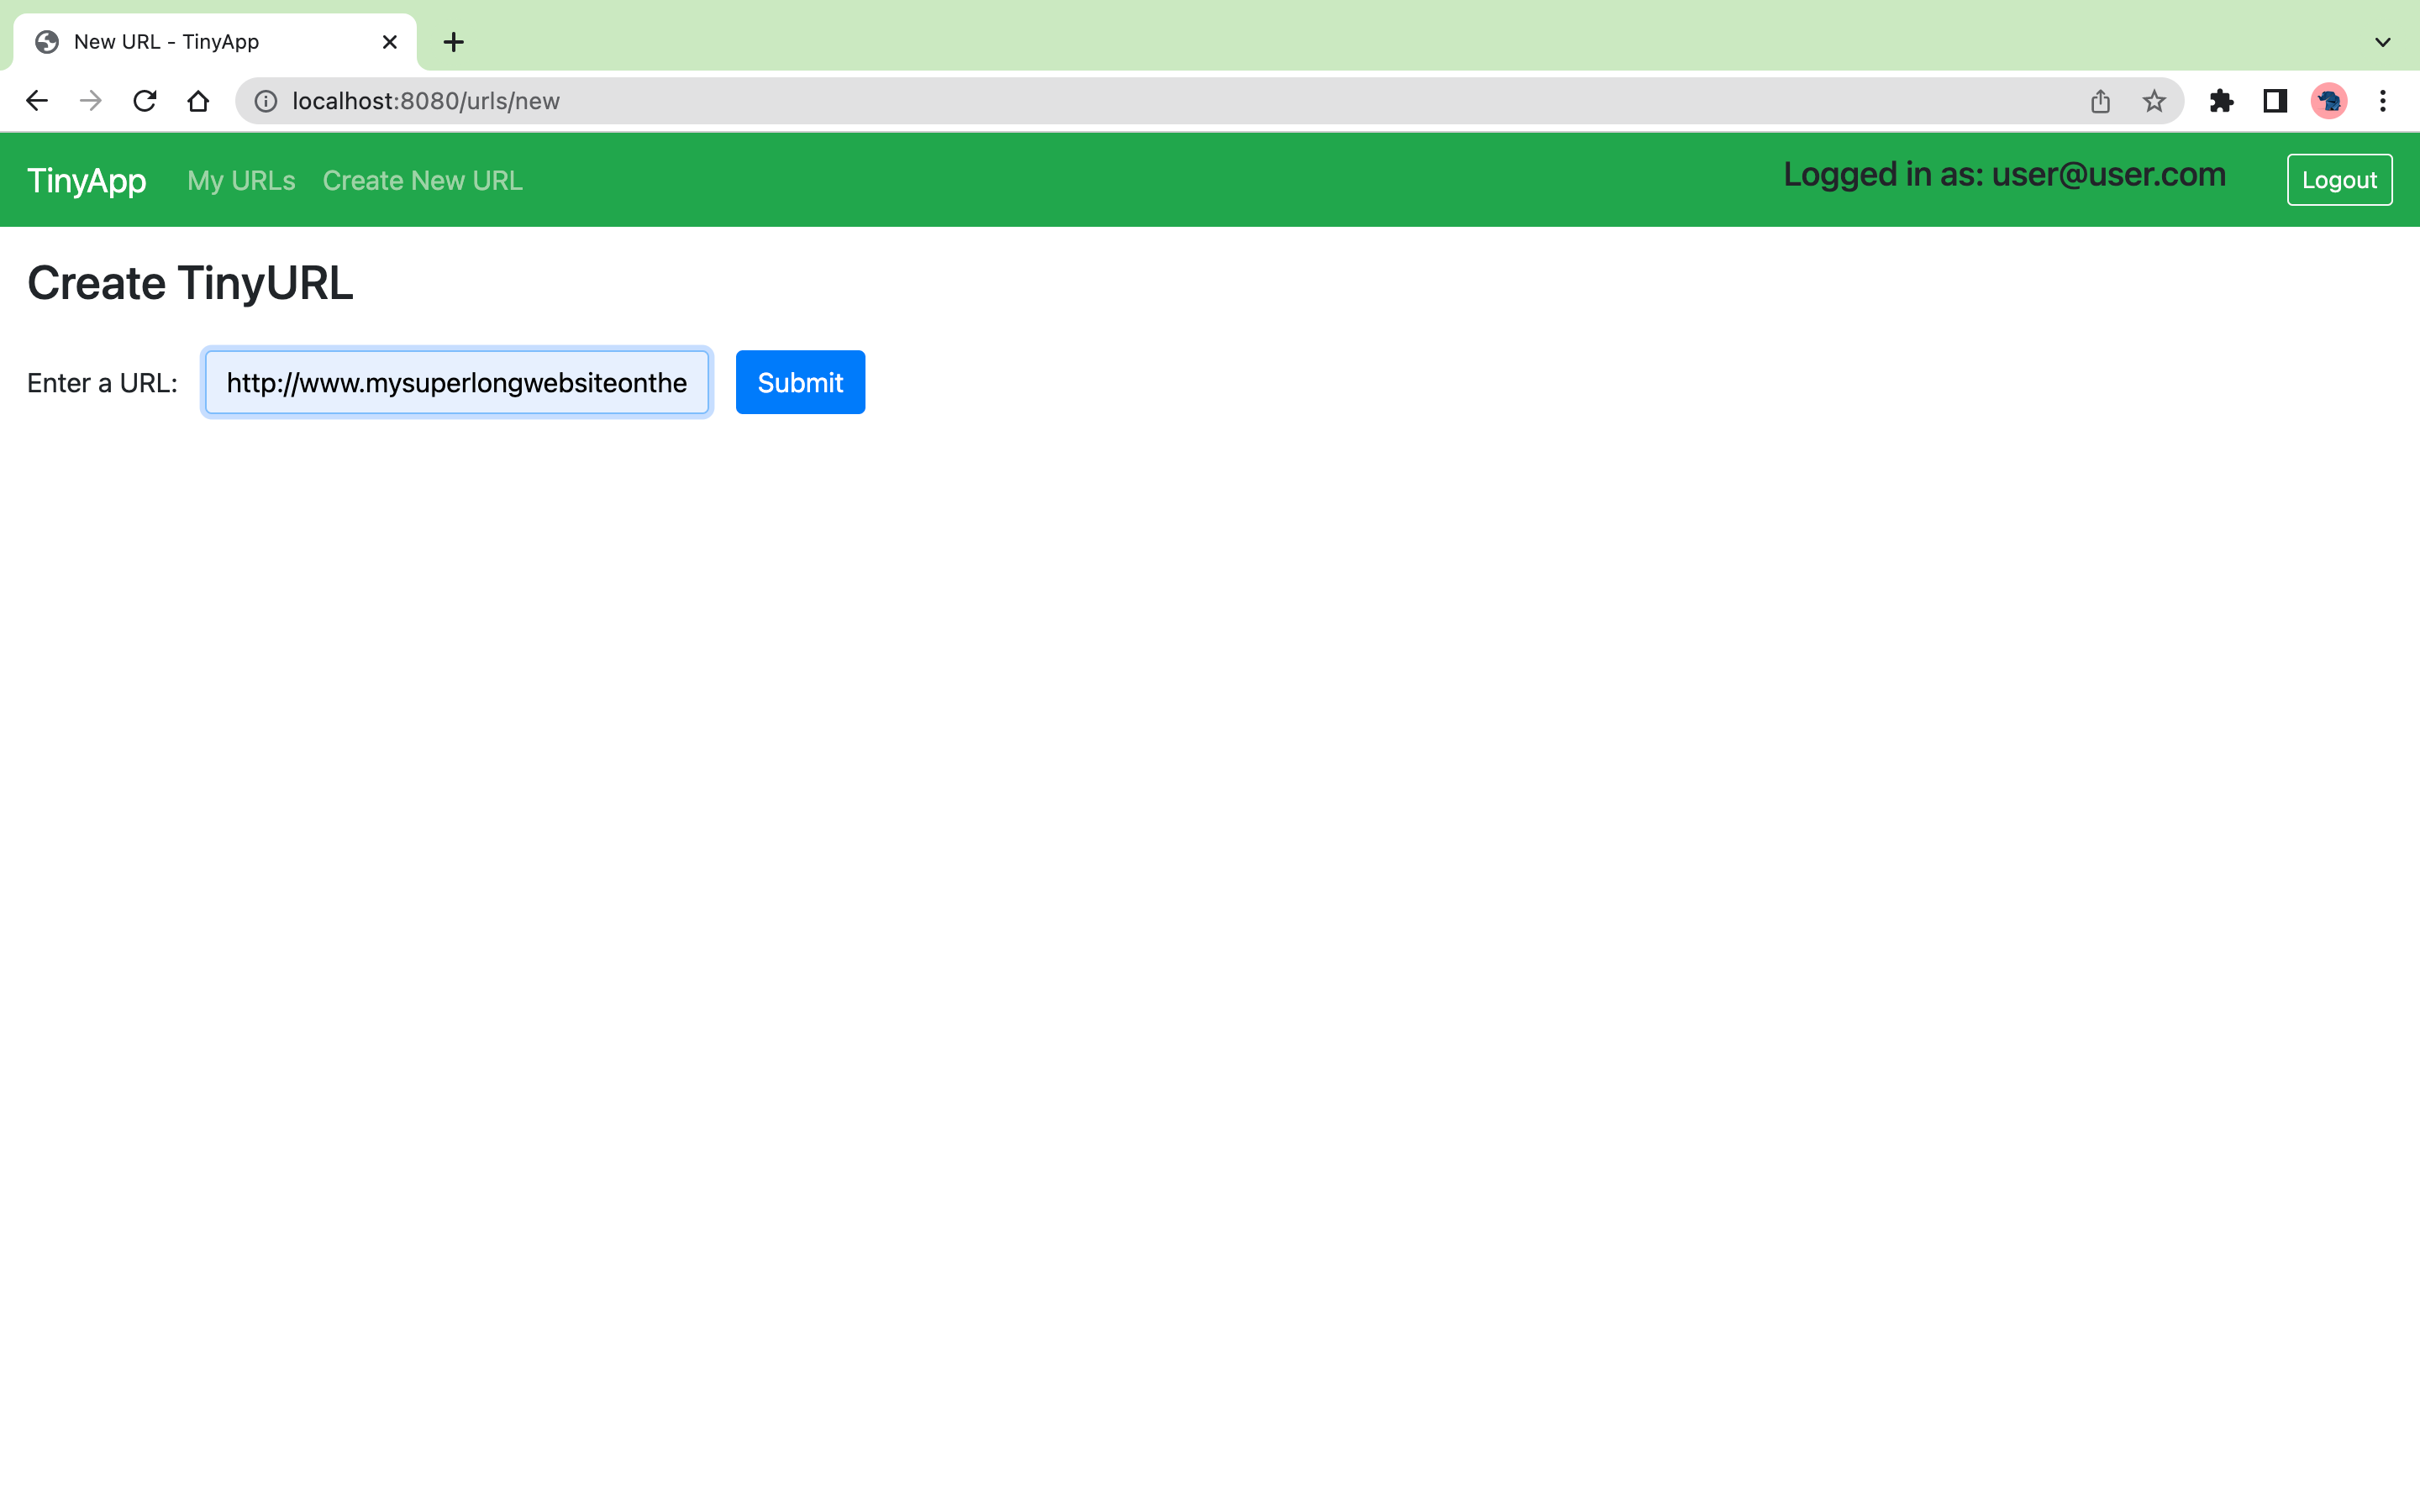 New URL - TinyApp
localhost:8080/urls/new
TinyApp My URLs Create New URL Logged in as: user@user.com Logout
Create TinyURL
Enter a URL: http://www.mysuperlongwebsiteonthe Submit